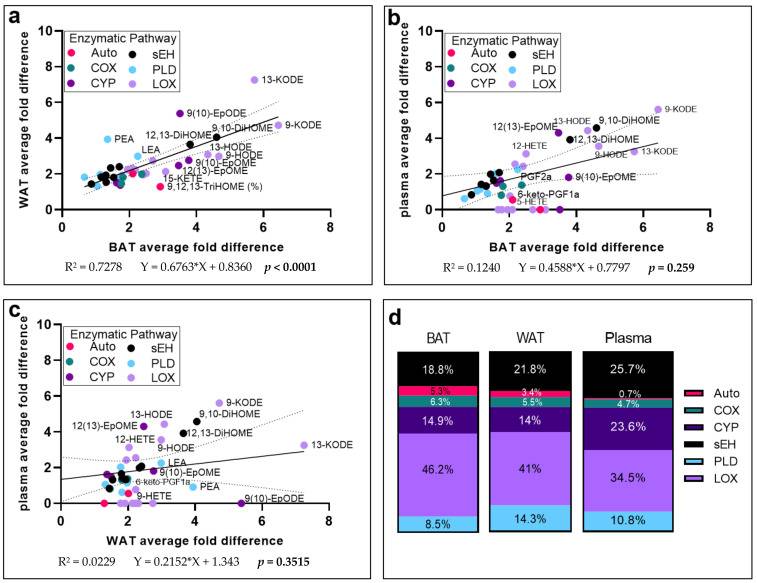 a
Enzymatic Pathway
Auto
sEH
COX
PLD
CYP
LOX
13-KODE
9(10)-EpODE
9,10-DiHOME
9-KODE
PEA
12,13-DiHOME
LEA
13-HODE
9-HODE
9(10)-EpOME
15-KETE
9,12,13-TriHOME (%)
WAT average fold difference
10
8
6
4
2
0
0
2
4
6
8
BAT average fold difference
R² = 0.7278 Y = 0.6763*X + 0.8360 p < 0.0001
b
Enzymatic Pathway
Auto
sEH
COX
PLD
CYP
LOX
9-KODE
13-HODE
9,10-DiHOME
12(13)-EpOME
12,13-DiHOME
12-HETE
9-HODE
13-KODE
PGF2a
9(10)-EpOME
6-keto-PGF1a
5-HETE
plasma average fold difference
10
8
6
4
2
0
0
2
4
6
8
BAT average fold difference
R² = 0.1240 Y = 0.4588*X + 0.7797 p = 0.259
c
Enzymatic Pathway
Auto
sEH
COX
PLD
CYP
LOX
9-KODE
13-HODE
9,10-DiHOME
12(13)-EpOME
12,13-DiHOME
12-HETE
9-HODE
13-KODE
LEA
9(10)-EpOME
6-keto-PGF1a
PEA
9-HETE
9(10)-EpODE
plasma average fold difference
10
8
6
4
2
0
0
2
4
6
8
WAT average fold difference
R² = 0.0229 Y = 0.2152*X + 1.343 p = 0.3515
d
BAT WAT Plasma
18.8% 21.8% 25.7%
5.3% 3.4% 0.7%
6.3% 5.5% 4.7%
14.9% 14% 23.6%
46.2% 41% 34.5%
8.5% 14.3% 10.8%
Auto
COX
CYP
sEH
PLD
LOX